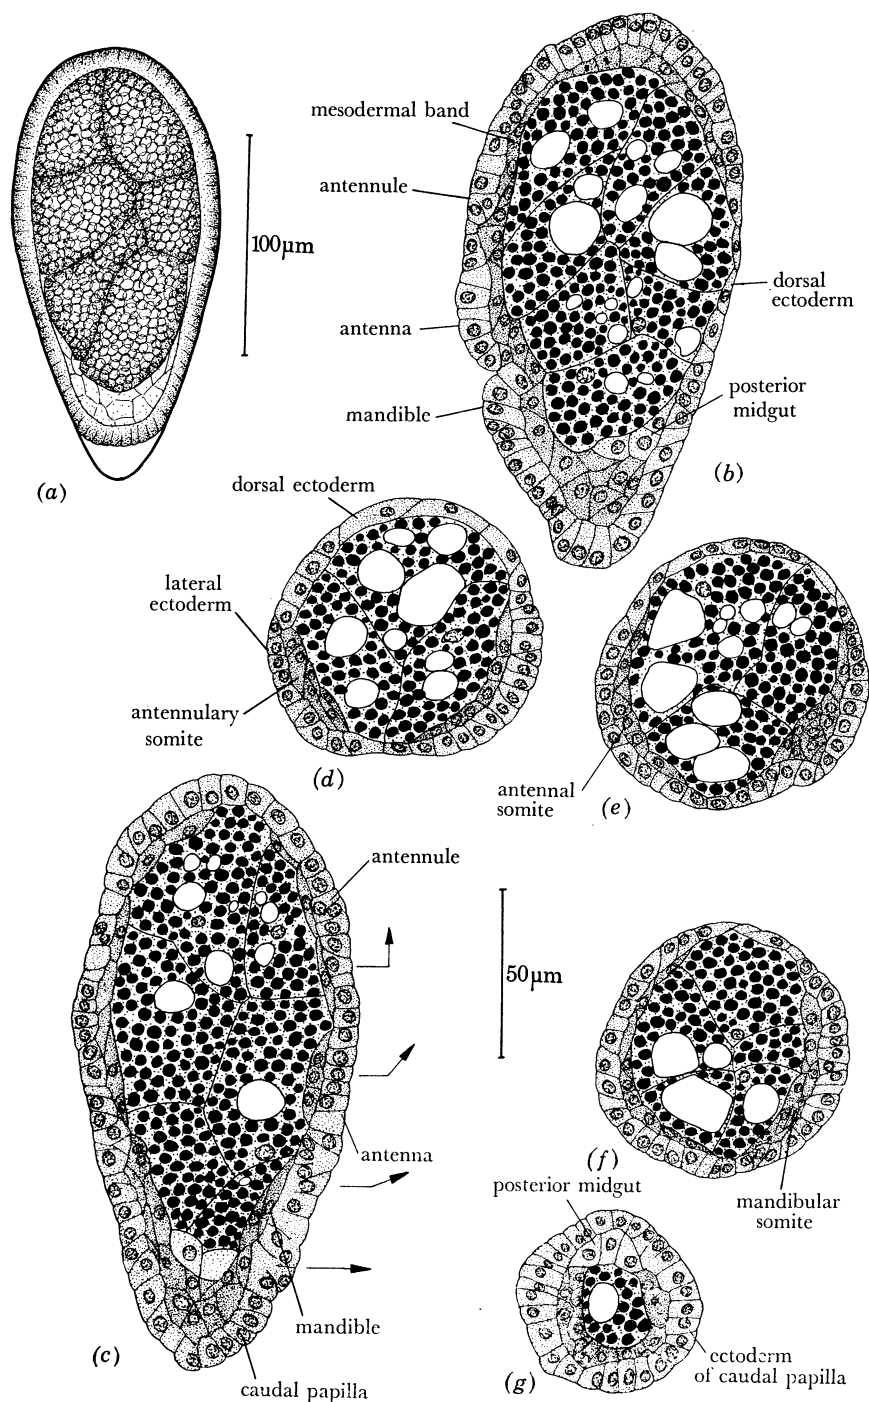 mesodermal band
antennule
100μm
dorsal
ectoderm
antenna
mandible
posterior
midgut
(a)
(b)
dorsal ectoderm
lateral
ectoderm
antennulary
somite
(d)
antennal
somite
(e)
antennule
50μm
antenna
(f)
posterior midgut
mandibular
somite
mandible
(c)
caudal papilla
(g)
ectoderm
of caudal papilla